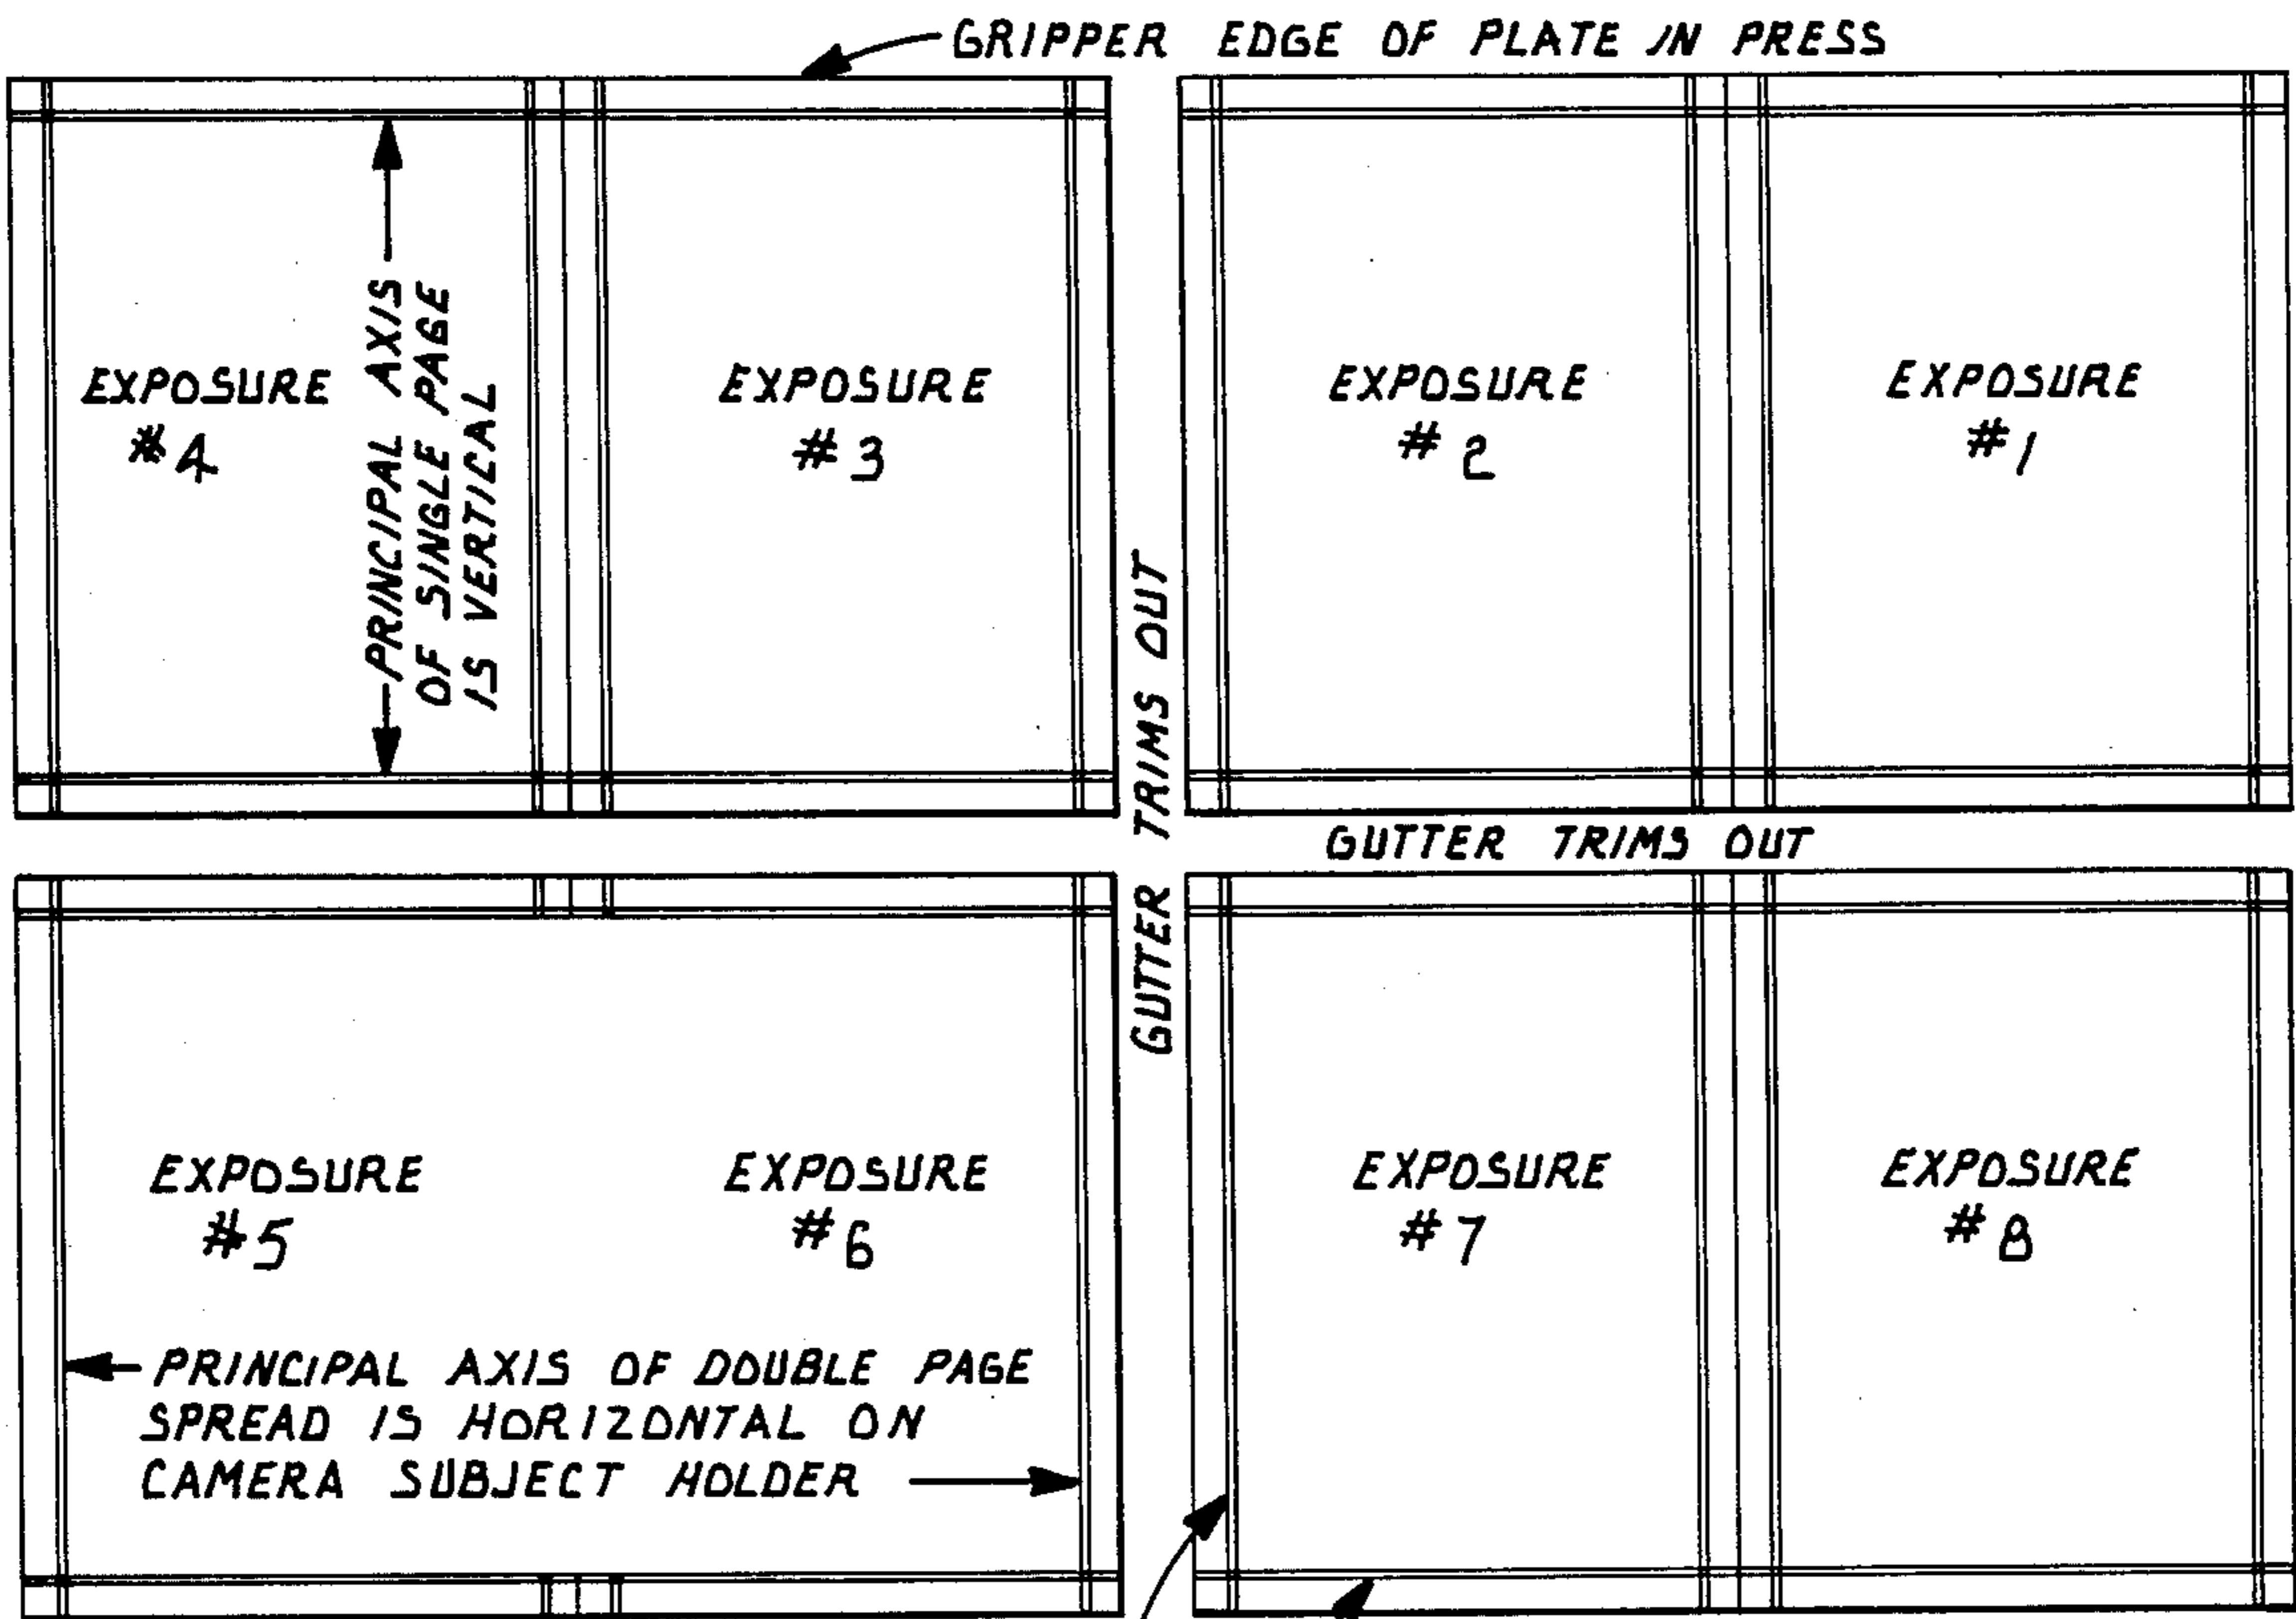 GRIPPER EDGE OF PLATE IN PRESS
EXPOSURE
#4
PRINCIPAL AXIS
OF SINGLE PAGE
IS VERTICAL
EXPOSURE
#3
EXPOSURE
#2
EXPOSURE
#1
GUTTER TRIMS OUT
GUTTER TRIMS OUT
EXPOSURE
#5
EXPOSURE
#6
EXPOSURE
#7
EXPOSURE
#8
PRINCIPAL AXIS OF DOUBLE PAGE
SPREAD IS HORIZONTAL ON
CAMERA SUBJECT HOLDER